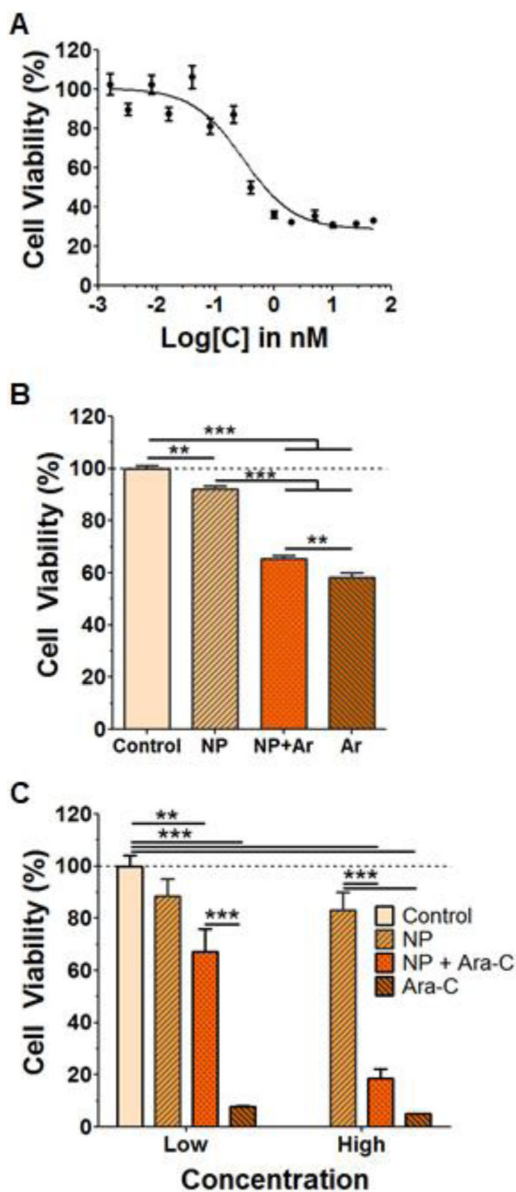 A
120
100
80
60
40
20
0
Cell Viability (%)
-3 -2 -1 0 1 2
Log[C] in nM
B
120
100
80
60
40
20
0
Cell Viability (%)
***
**
***
**
Control NP NP+Ar Ar
C
120
100
80
60
40
20
0
Cell Viability (%)
**
***
***
***
Control
NP
NP + Ara-C
Ara-C
Low High
Concentration